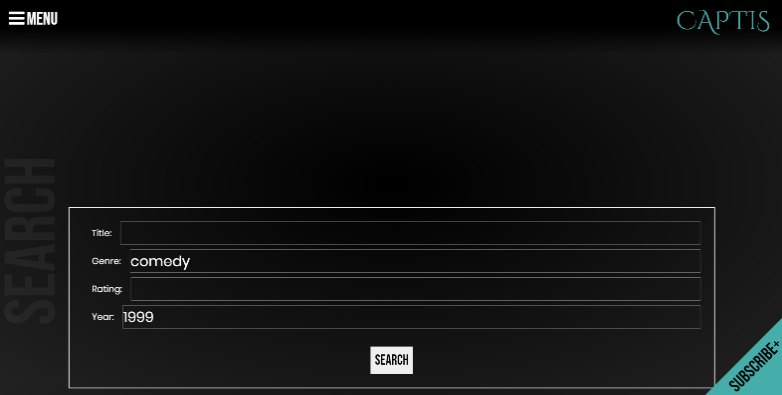 MENU
CAPTIS
SEARCH
Title:
Genre: comedy
Rating:
Year: 1999
SEARCH
SUBSCRIBE+